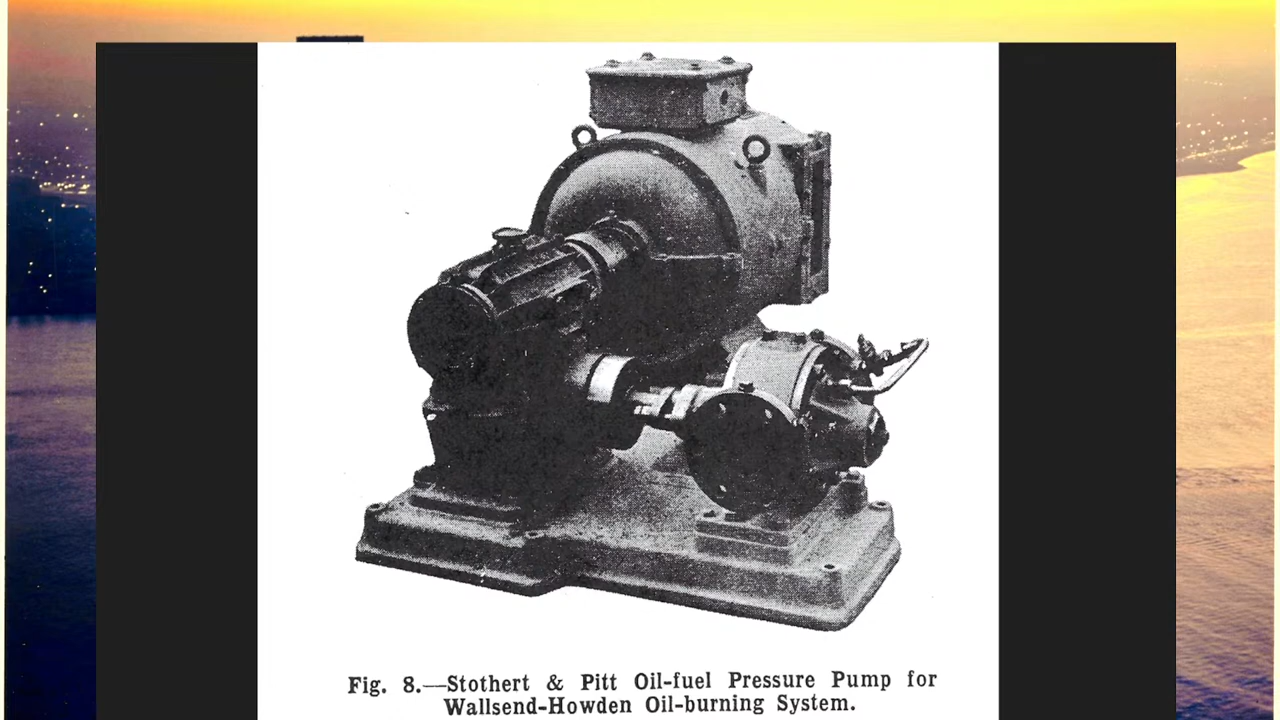 Fig. 8.—Stothert & Pitt Oil-fuel Pressure Pump for
Wallsend-Howden Oil-burning System.